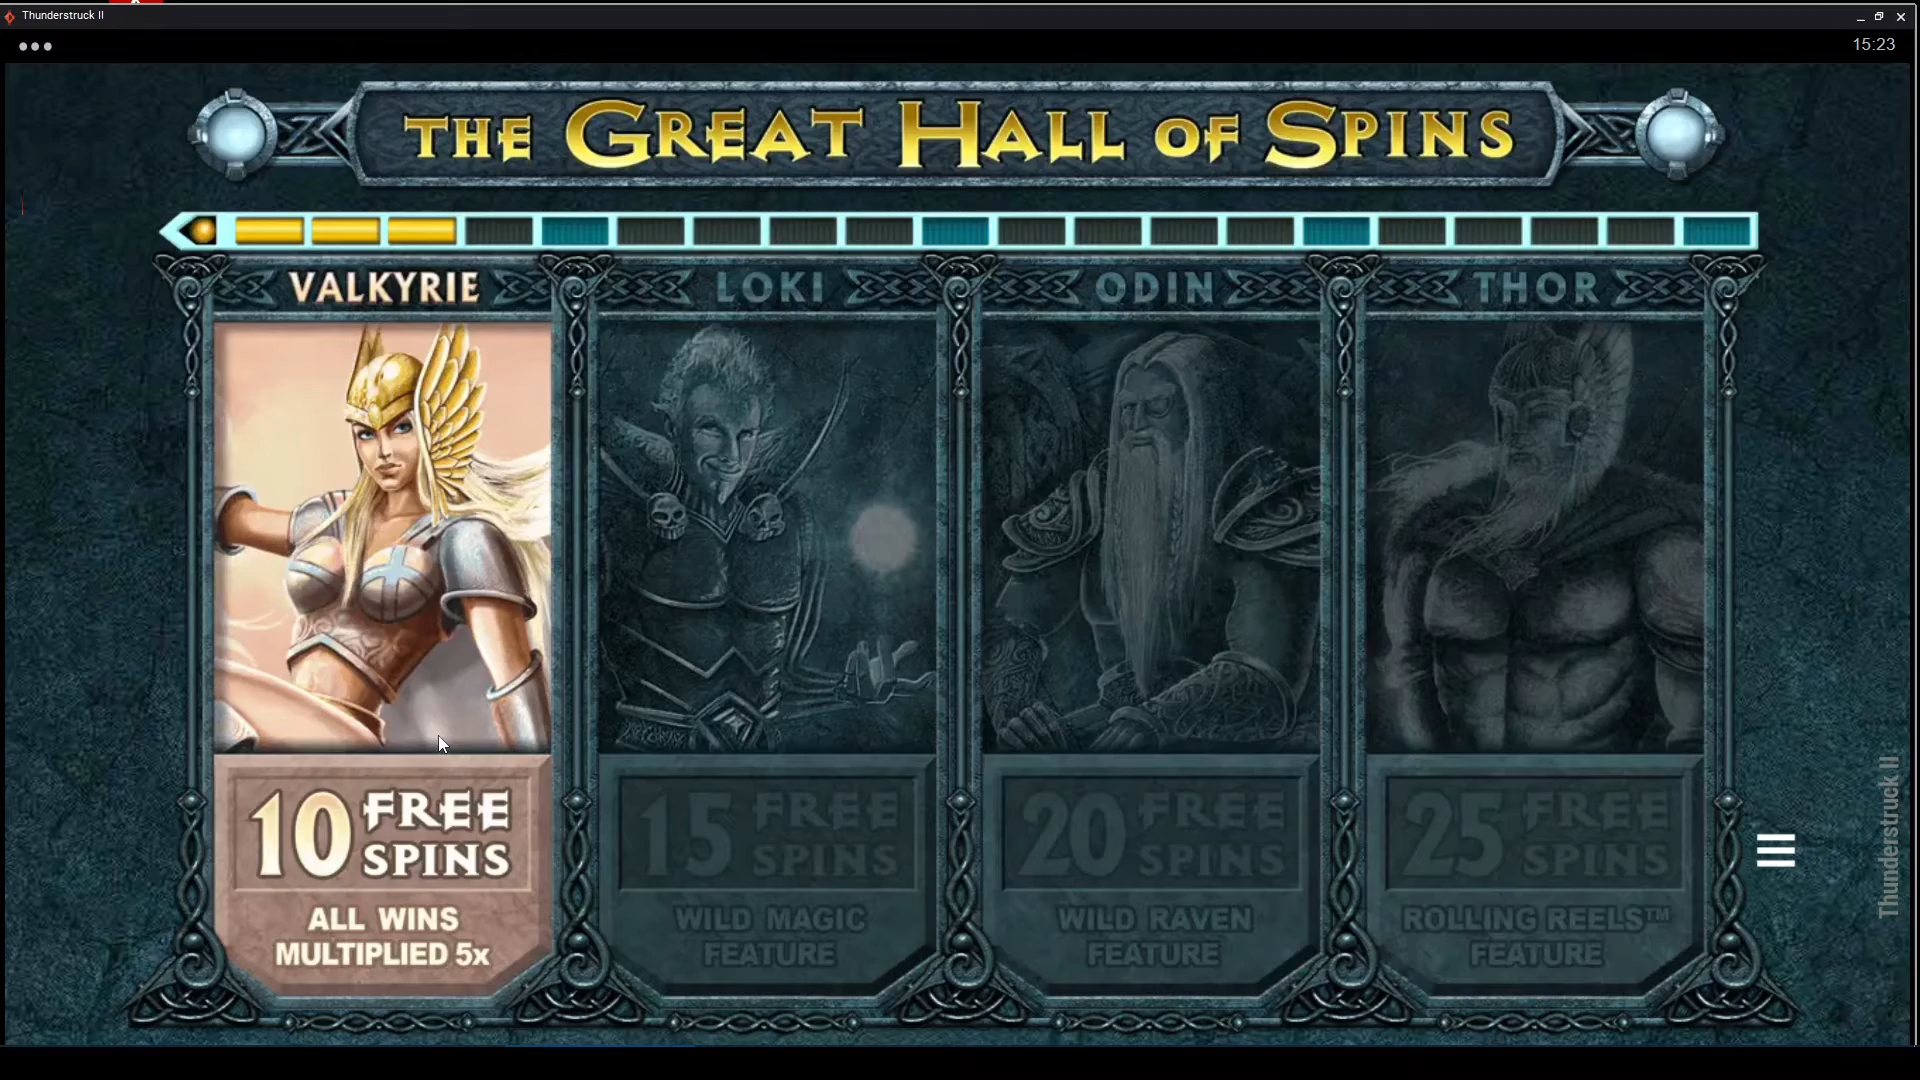 Thunderstruck II
15:23
THE GREAT HALL OF SPINS
VALKYRIE
LOKI
ODIN
THOR
10 FREE SPINS
ALL WINS
MULTIPLIED 5x
15 FREE SPINS
WILD MAGIC
FEATURE
20 FREE SPINS
WILD RAVEN
FEATURE
25 FREE SPINS
ROLLING REELS™
FEATURE
Thunderstruck II